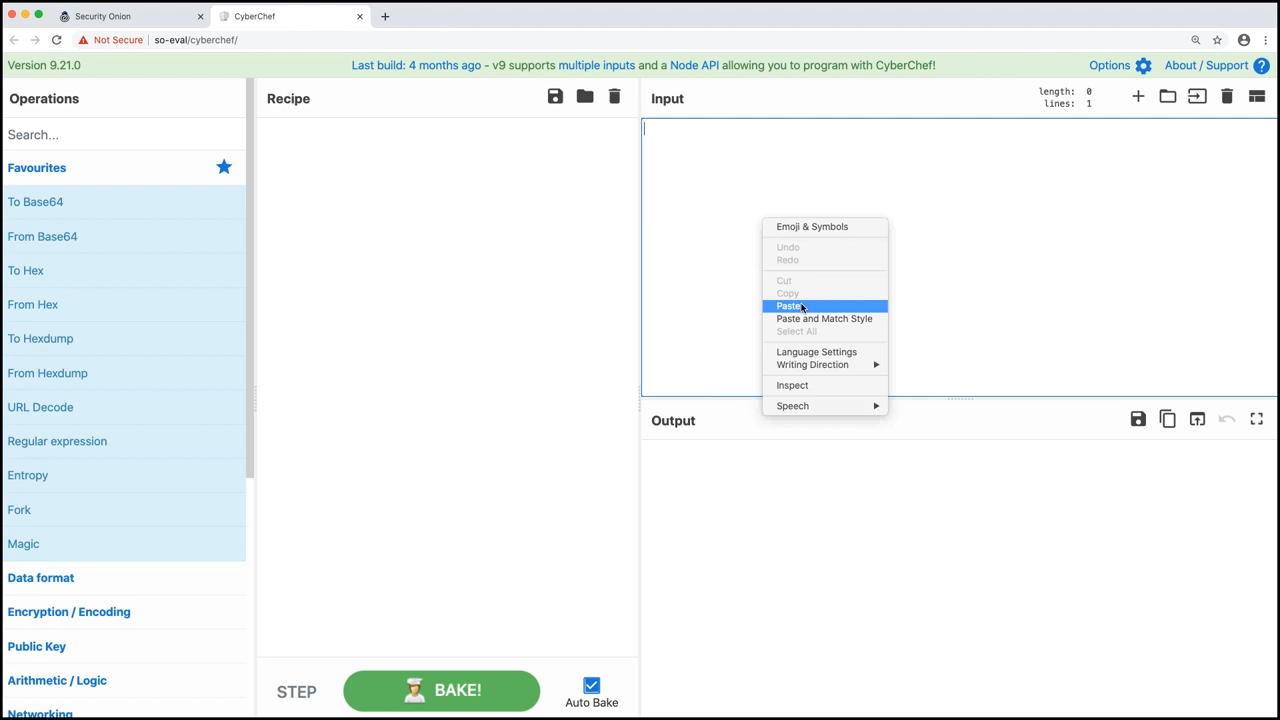 Security Onion
CyberChef
Not Secure
so-eval/cyberchef/
Version 9.21.0
Last build: 4 months ago - v9 supports multiple inputs and a Node API allowing you to program with CyberChef!
Options
About / Support
Operations
Search...
Favourites
To Base64
From Base64
To Hex
From Hex
To Hexdump
From Hexdump
URL Decode
Regular expression
Entropy
Fork
Magic
Data format
Encryption / Encoding
Public Key
Arithmetic / Logic
Networking
Recipe
STEP
BAKE!
Auto Bake
Input
length: 0
lines: 1
Emoji & Symbols
Undo
Redo
Cut
Copy
Paste
Paste and Match Style
Select All
Language Settings
Writing Direction
Inspect
Speech
Output